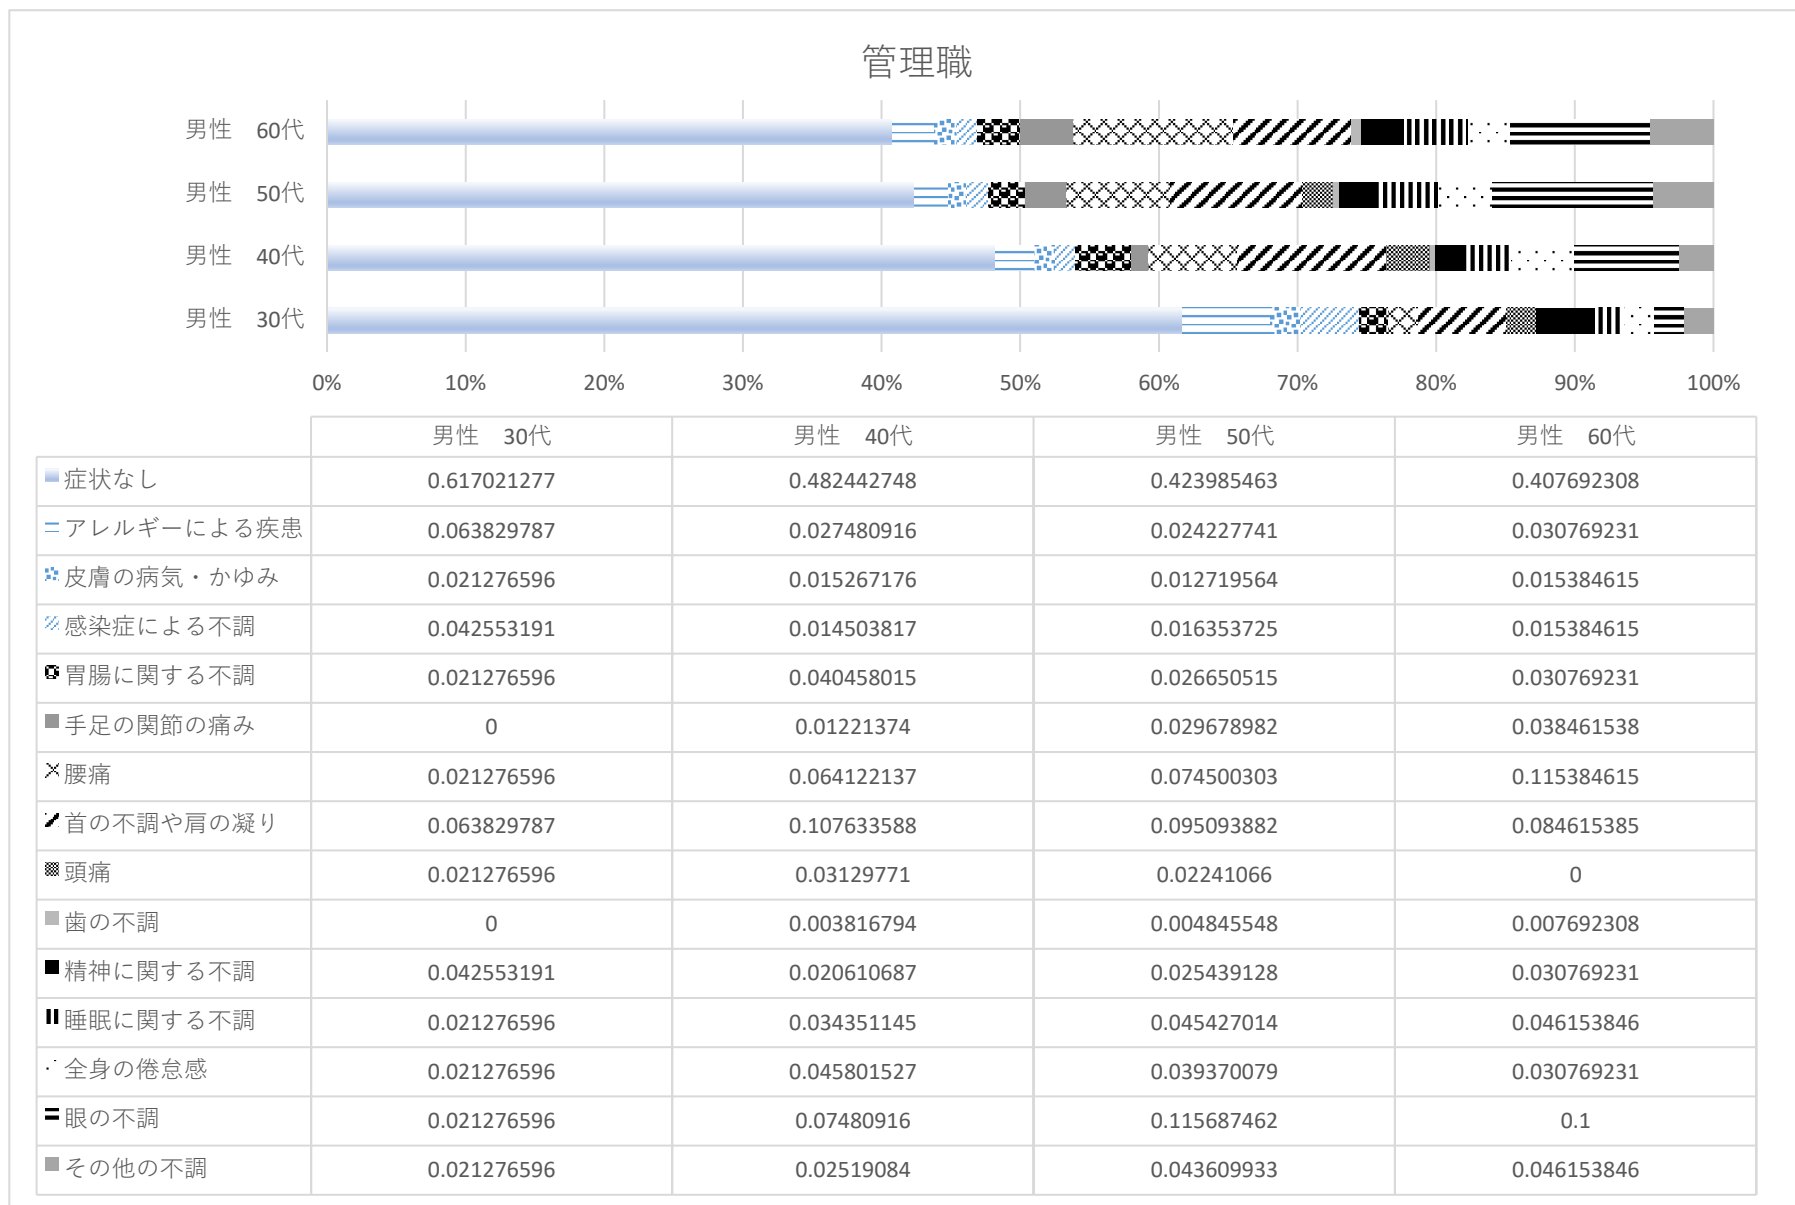 管理職
男性　60代
男性　50代
男性　40代
男性　30代
0% 10% 20% 30% 40% 50% 60% 70% 80% 90% 100%
男性　30代 男性　40代 男性　50代 男性　60代
症状なし 0.617021277 0.482442748 0.423985463 0.407692308
アレルギーによる疾患 0.063829787 0.027480916 0.024227741 0.030769231
皮膚の病気・かゆみ 0.021276596 0.015267176 0.012719564 0.015384615
感染症による不調 0.042553191 0.014503817 0.016353725 0.015384615
胃腸に関する不調 0.021276596 0.040458015 0.026650515 0.030769231
手足の関節の痛み 0 0.01221374 0.029678982 0.038461538
腰痛 0.021276596 0.064122137 0.074500303 0.115384615
首の不調や肩の凝り 0.063829787 0.107633588 0.095093882 0.084615385
頭痛 0.021276596 0.03129771 0.02241066 0
歯の不調 0 0.003816794 0.004845548 0.007692308
精神に関する不調 0.042553191 0.020610687 0.025439128 0.030769231
睡眠に関する不調 0.021276596 0.034351145 0.045427014 0.046153846
全身の倦怠感 0.021276596 0.045801527 0.039370079 0.030769231
眼の不調 0.021276596 0.07480916 0.115687462 0.1
その他の不調 0.021276596 0.02519084 0.043609933 0.046153846